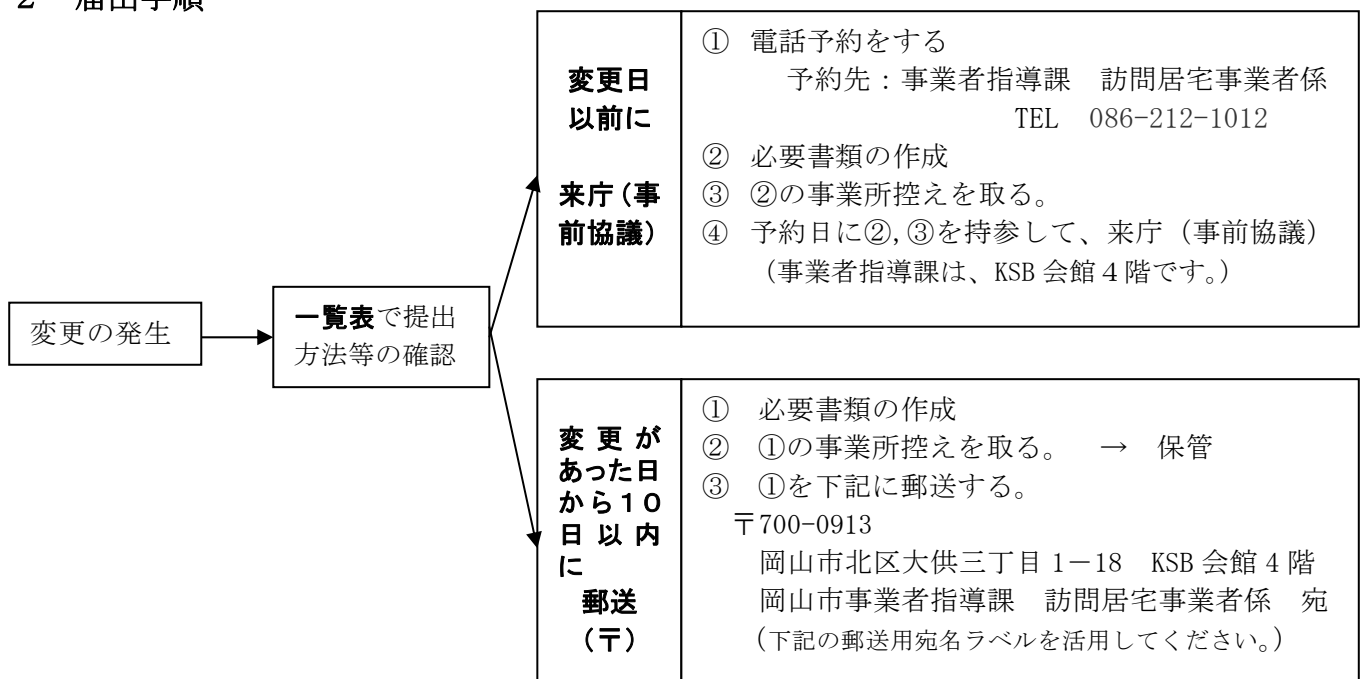 ２　届出手順
変更の発生
一覧表で提出
方法等の確認
変更日
以前に
来庁（事
前協議）
① 電話予約をする
予約先：事業者指導課　訪問居宅事業者係
TEL　086-212-1012
② 必要書類の作成
③ ②の事業所控えを取る。
④ 予約日に②,③を持参して、来庁（事前協議）
（事業者指導課は、KSB 会館４階です。）
変更が
あった日
から１０
日以内
に
郵送
（〒）
① 必要書類の作成
② ①の事業所控えを取る。　→　保管
③ ①を下記に郵送する。
〒700-0913
岡山市北区大供三丁目 1－18　KSB 会館 4 階
岡山市事業者指導課　訪問居宅事業者係　宛
（下記の郵送用宛名ラベルを活用してください。）